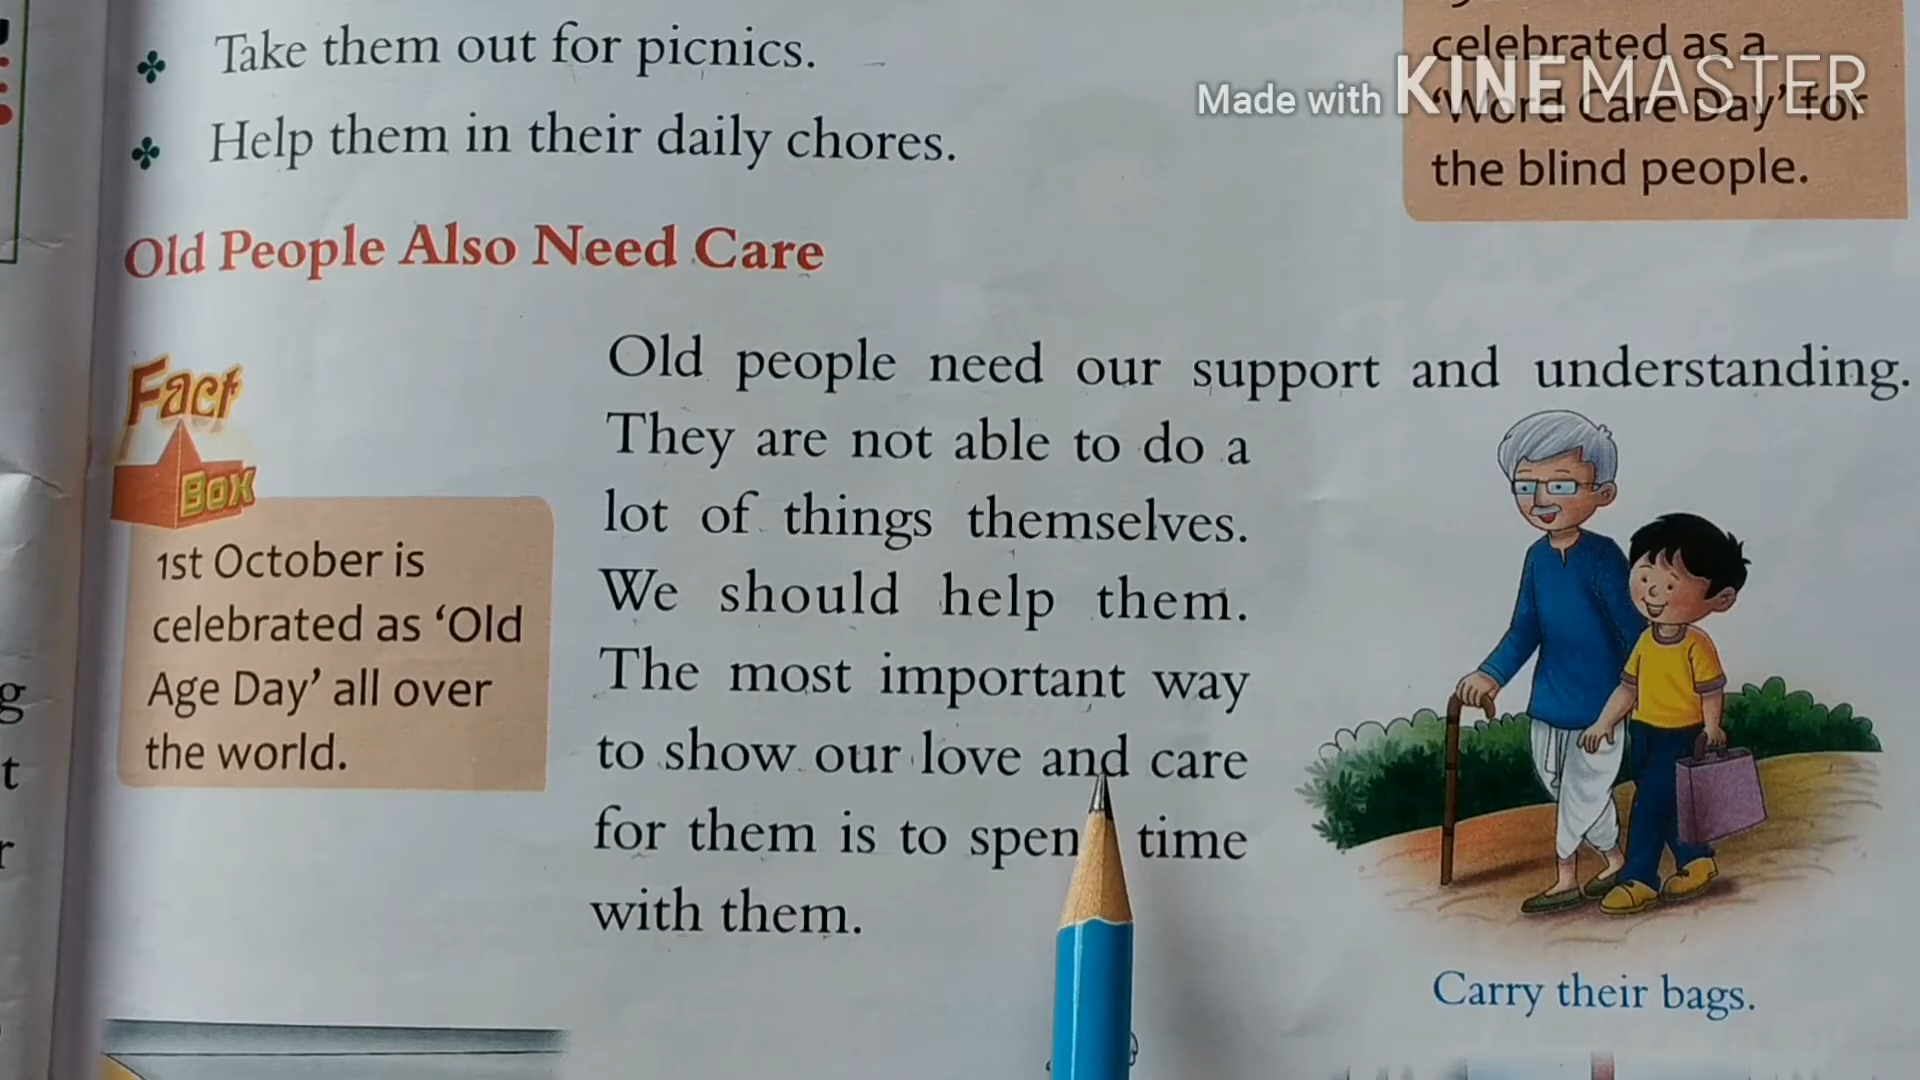 Take them out for picnics.
Help them in their daily chores.
celebrated as a
Made with KINEMASTER
‘Word Care Day’ for
the blind people.
Old People Also Need Care
Fact
Box
1st October is
celebrated as ‘Old
Age Day’ all over
the world.
Old people need our support and understanding.
They are not able to do a
lot of things themselves.
We should help them.
The most important way
to show our love and care
for them is to spen time
with them.
Carry their bags.